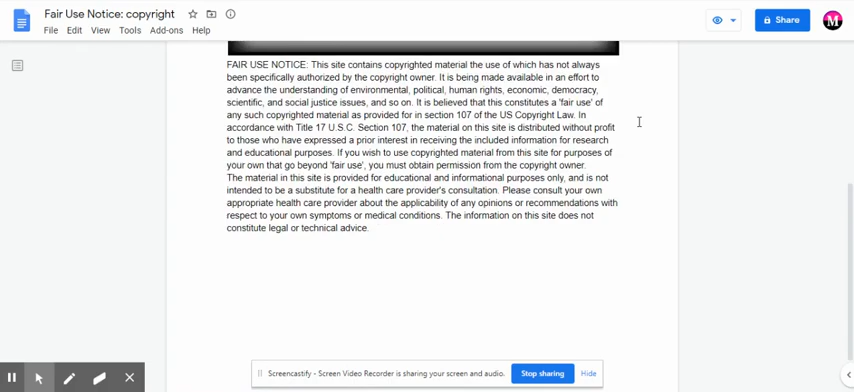 Fair Use Notice: copyright
File Edit View Tools Add-ons Help
Share
M
FAIR USE NOTICE: This site contains copyrighted material the use of which has not always
been specifically authorized by the copyright owner. It is being made available in an effort to
advance the understanding of environmental, political, human rights, economic, democracy,
scientific, and social justice issues, and so on. It is believed that this constitutes a 'fair use' of
any such copyrighted material as provided for in section 107 of the US Copyright Law. In
accordance with Title 17 U.S.C. Section 107, the material on this site is distributed without profit
to those who have expressed a prior interest in receiving the included information for research
and educational purposes. If you wish to use copyrighted material from this site for purposes of
your own that go beyond 'fair use', you must obtain permission from the copyright owner.
The material in this site is provided for educational and informational purposes only, and is not
intended to be a substitute for a health care provider's consultation. Please consult your own
appropriate health care provider about the applicability of any opinions or recommendations with
respect to your own symptoms or medical conditions. The information on this site does not
constitute legal or technical advice.
Screencastify - Screen Video Recorder is sharing your screen and audio.
Stop sharing
Hide